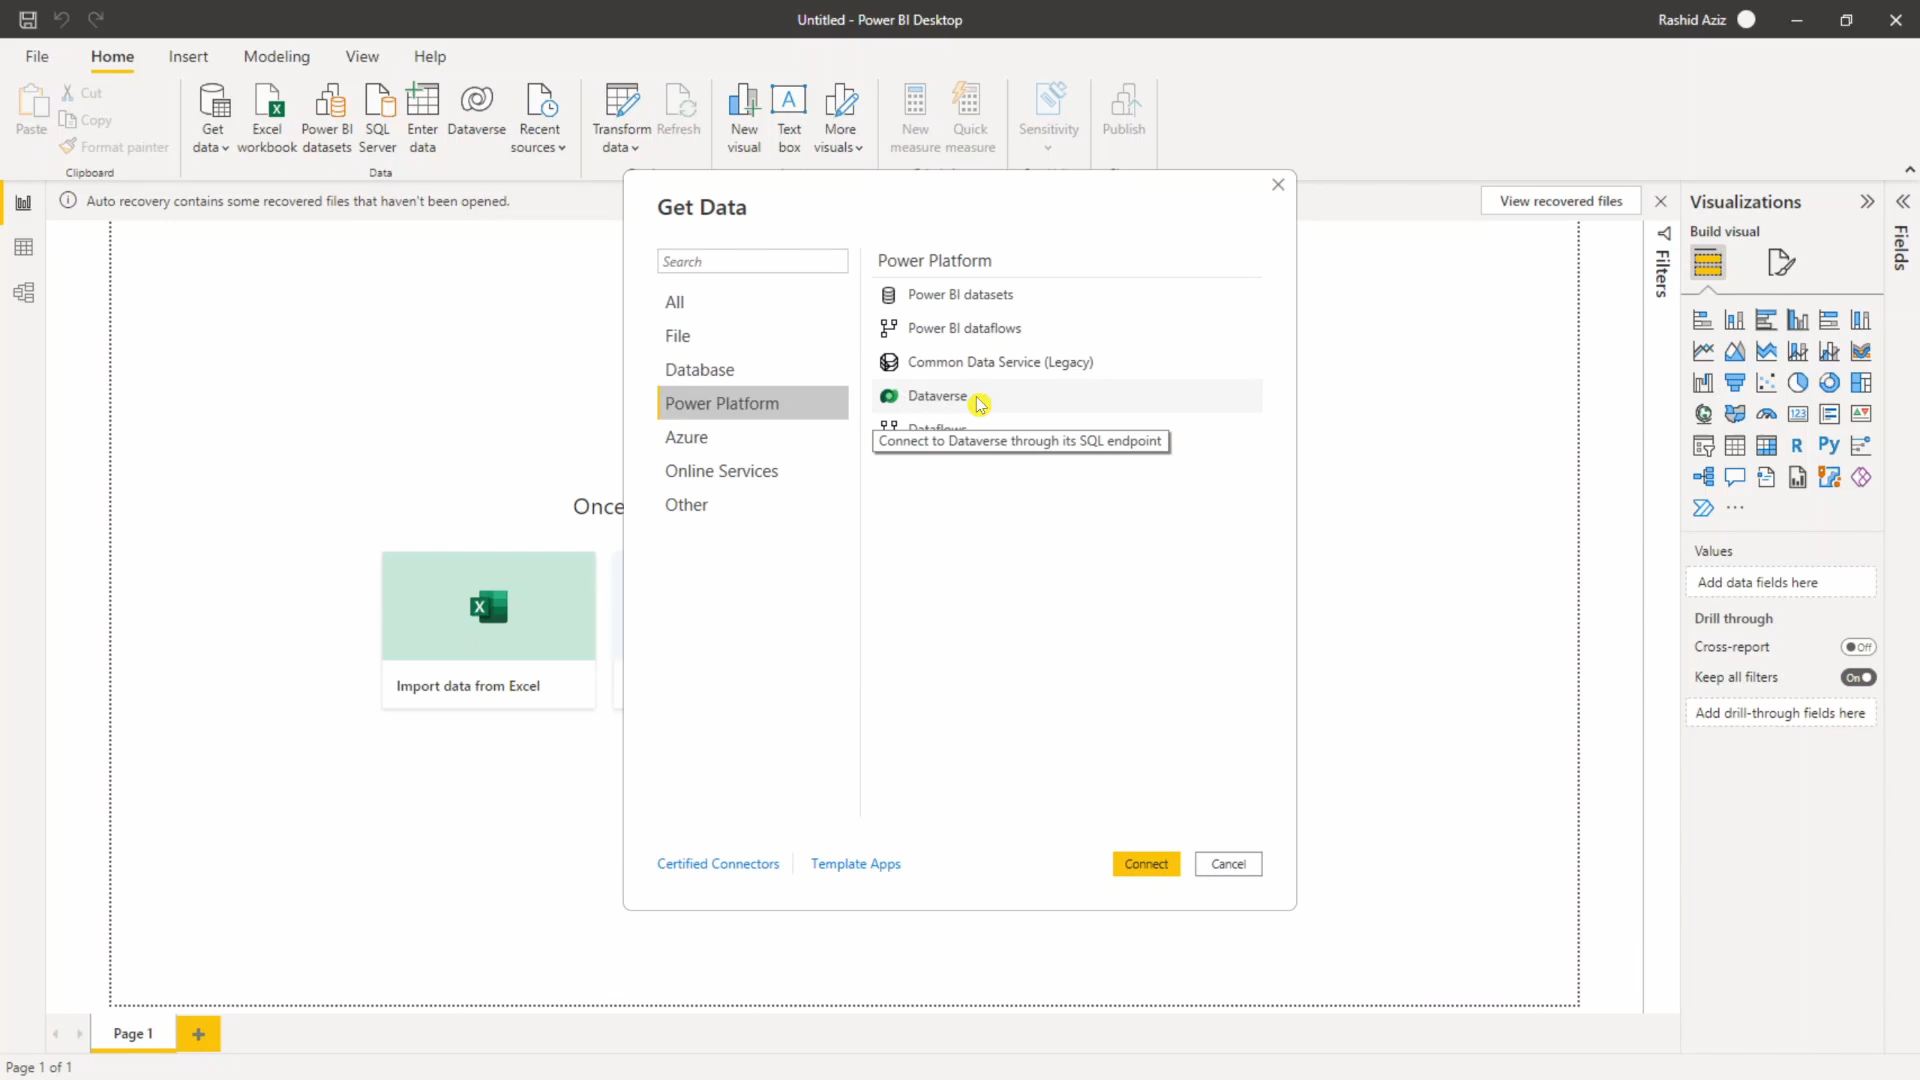 Untitled - Power BI Desktop
Rashid Aziz
File Home Insert Modeling View Help
Paste
Cut
Copy
Format painter
Clipboard
Get data
Excel workbook
Power BI datasets
SQL Server
Enter data
Dataverse
Recent sources
Data
Transform data
Refresh
New visual
Text box
More visuals
New measure
Quick measure
Sensitivity
Publish
Auto recovery contains some recovered files that haven't been opened.
View recovered files
Get Data
Search
All
File
Database
Power Platform
Azure
Online Services
Other
Power Platform
Power BI datasets
Power BI dataflows
Common Data Service (Legacy)
Dataverse
Dataflows
Connect to Dataverse through its SQL endpoint
Certified Connectors
Template Apps
Connect
Cancel
Once
Import data from Excel
Filters
Visualizations
Build visual
123
R
Py
Values
Add data fields here
Drill through
Cross-report
Off
Keep all filters
On
Add drill-through fields here
Fields
Page 1
Page 1 of 1